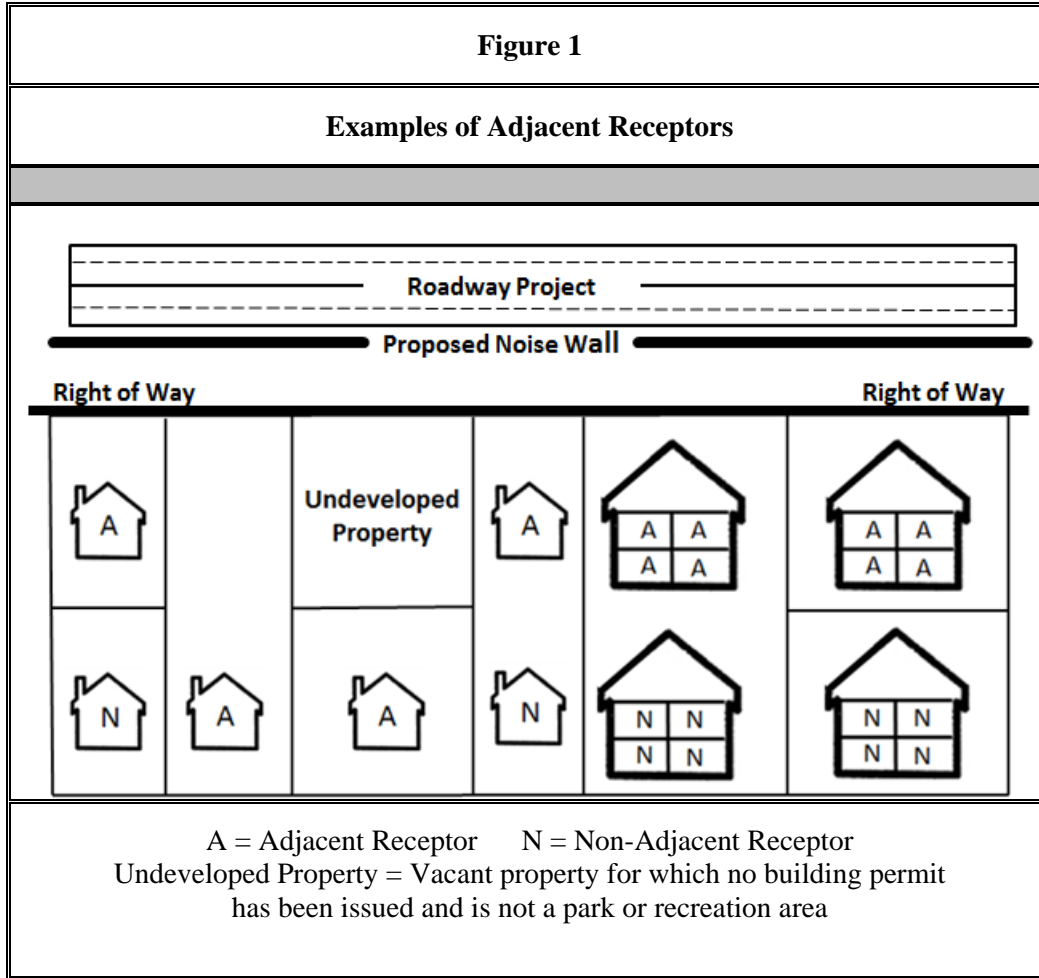 Figure 1
Examples of Adjacent Receptors
Roadway Project
Proposed Noise Wall
Right of Way Right of Way
Undeveloped
Property
A A A A A A
A A A A
N A A N N N N N
N N N N
A = Adjacent Receptor N = Non-Adjacent Receptor
Undeveloped Property = Vacant property for which no building permit
has been issued and is not a park or recreation area